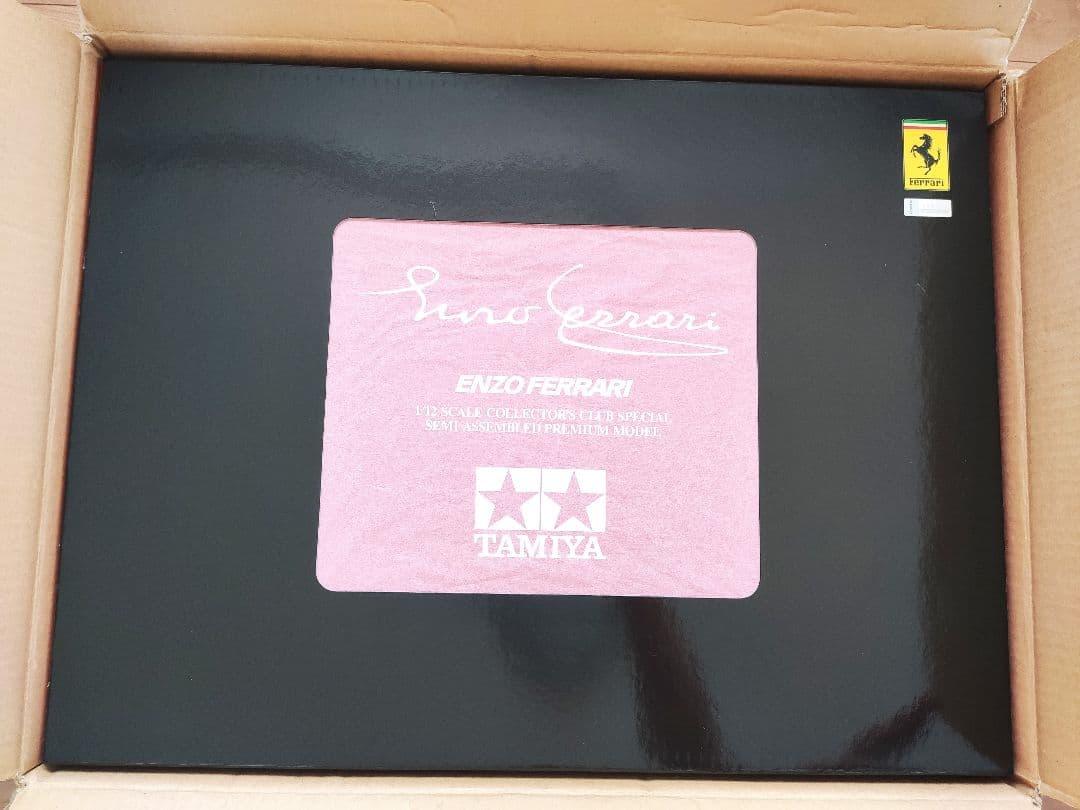 Ferrari
Enzo Ferrari
ENZO FERRARI
1/12 SCALE COLLECTOR'S CLUB SPECIAL
SEMI-ASSEMBLED PREMIUM MODEL
TAMIYA